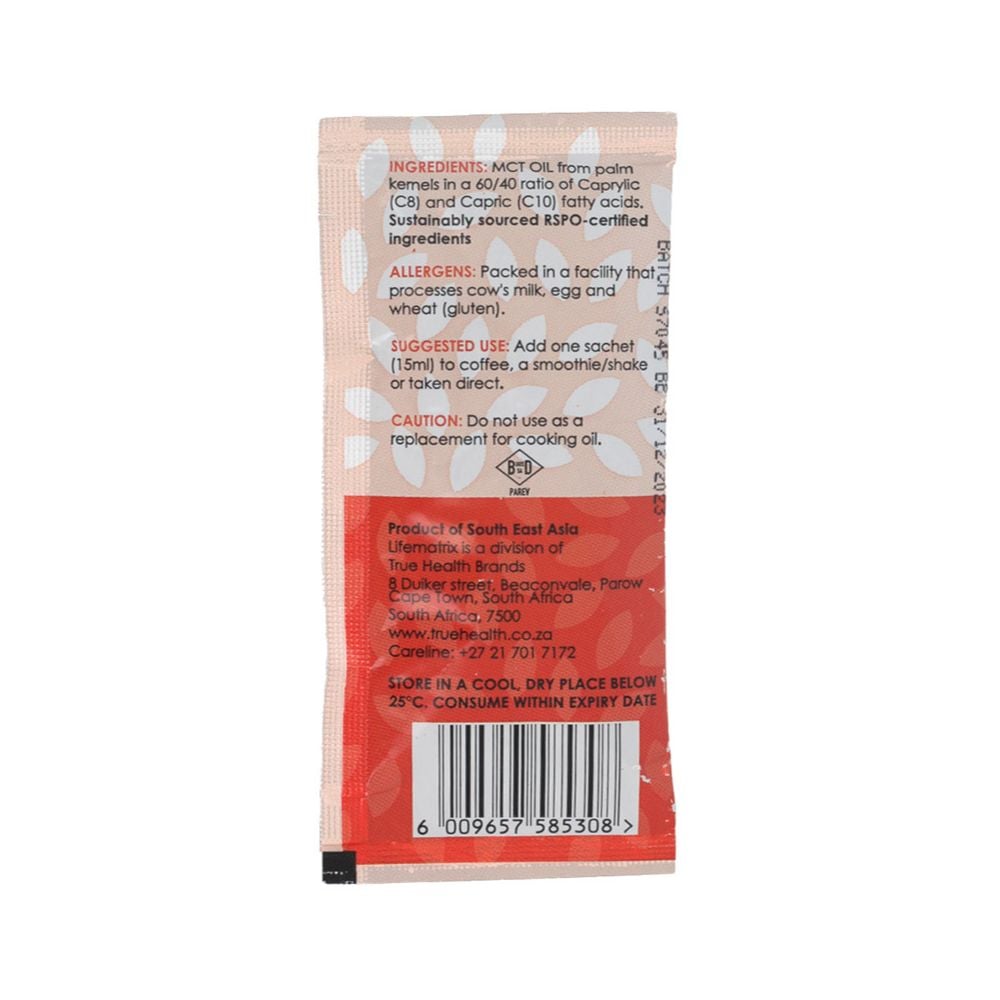 INGREDIENTS: MCT OIL from palm
kernels in a 60/40 ratio of Caprylic
(C8) and Capric (C10) fatty acids.
Sustainably sourced RSPO-certified
ingredients
ALLERGENS: Packed in a facility that
processes cow's milk, egg and
wheat (gluten).
SUGGESTED USE: Add one sachet
(15ml) to coffee, a smoothie/shake
or taken direct.
CAUTION: Do not use as a
replacement for cooking oil.
PAREV
Product of South East Asia
Lifematrix is a division of
True Health Brands
8 Duiker street, Beaconvale, Parow
Cape Town, South Africa
South Africa, 7500
www.truehealth.co.za
Careline: +27 21 701 7172
STORE IN A COOL, DRY PLACE BELOW
25°C. CONSUME WITHIN EXPIRY DATE
6 009657 585308 >
BATCH 57045 BE 31/12/2023